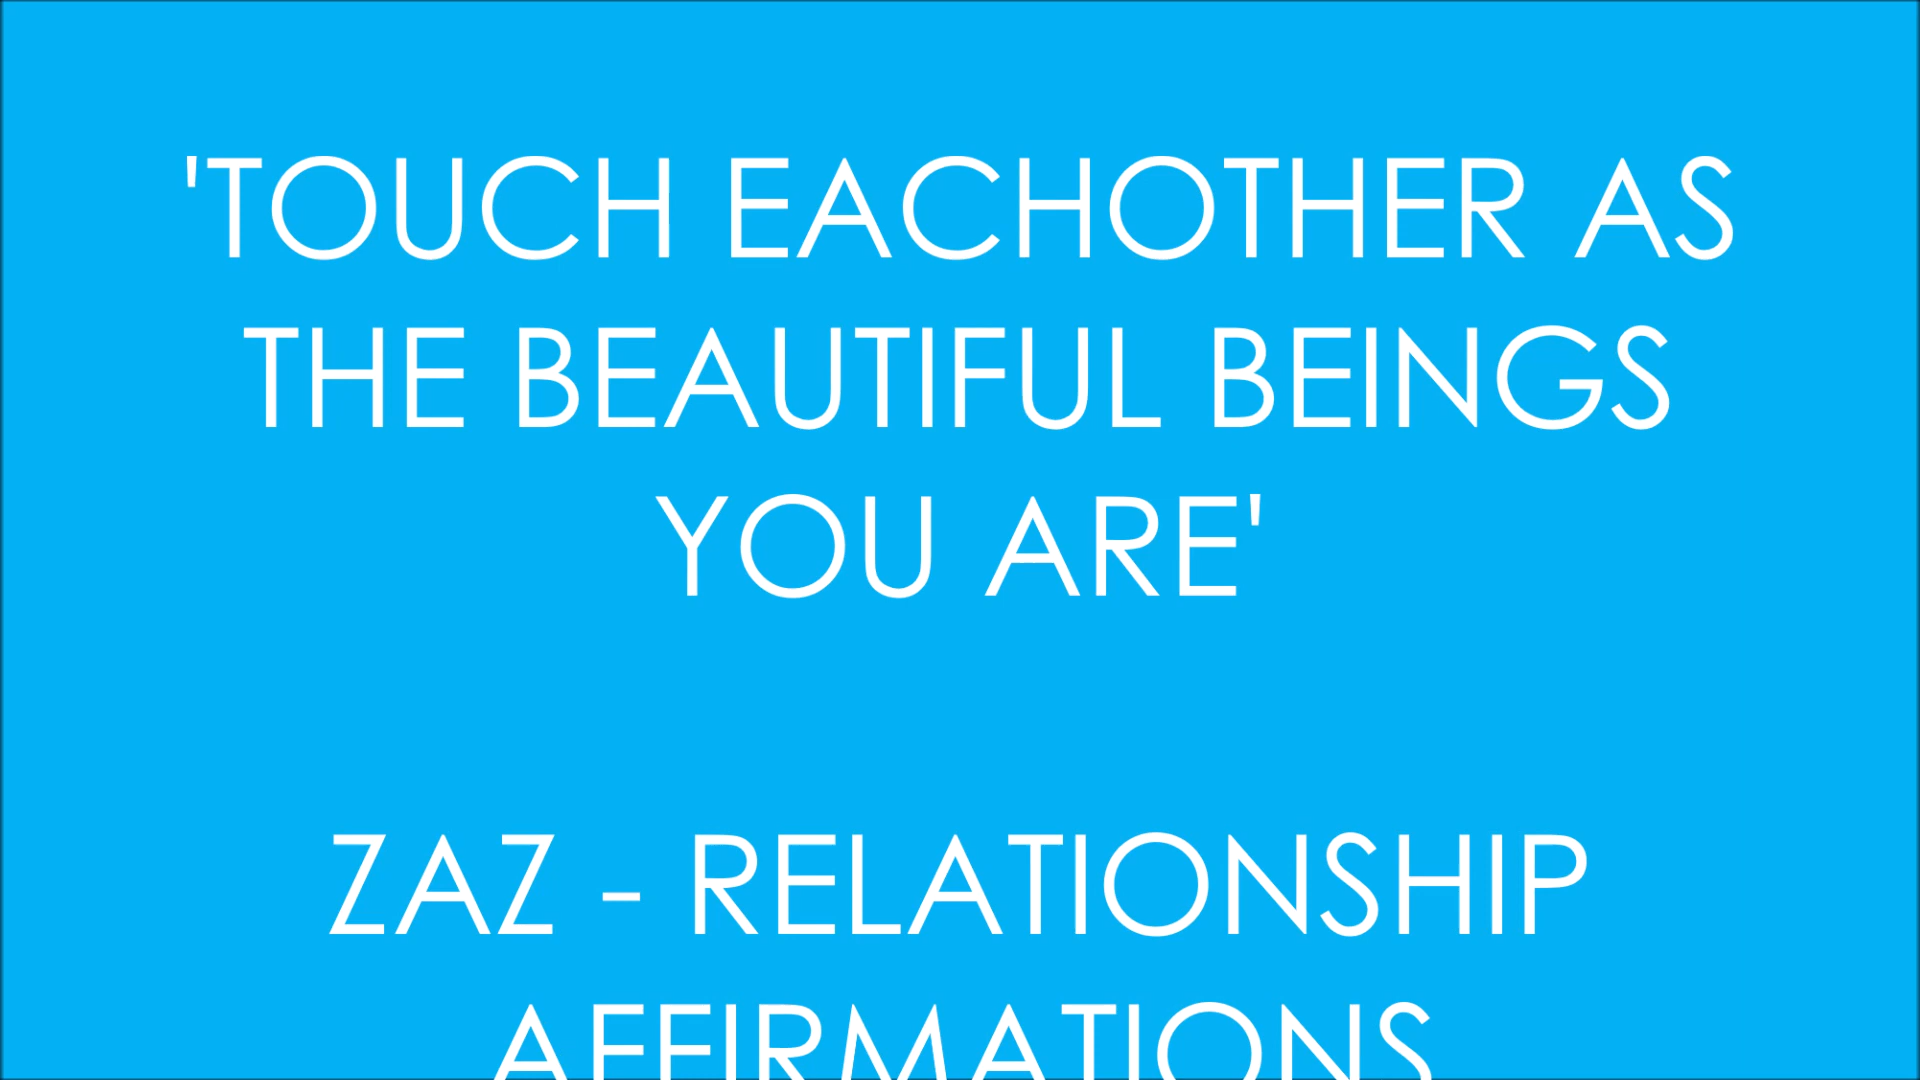 'TOUCH EACHOTHER AS
THE BEAUTIFUL BEINGS
YOU ARE'
ZAZ - RELATIONSHIP
AFFIRMATIONS